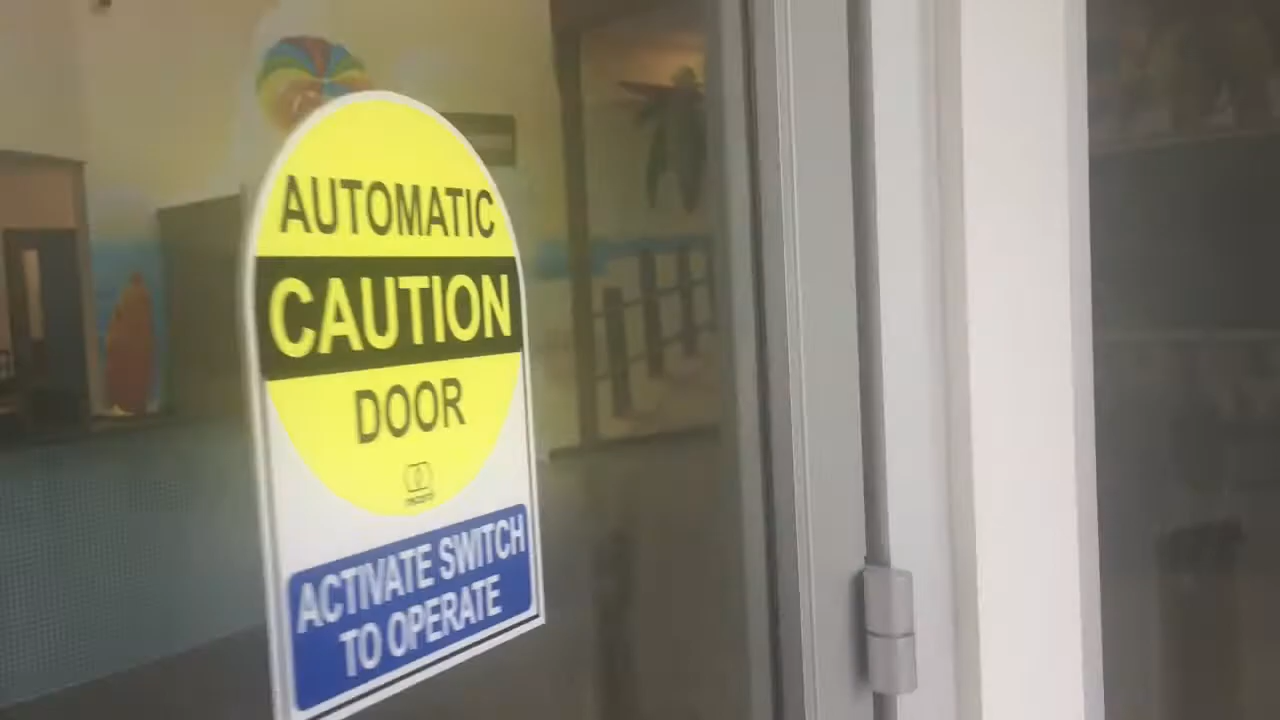 AUTOMATIC
CAUTION
DOOR
ACTIVATE SWITCH
TO OPERATE